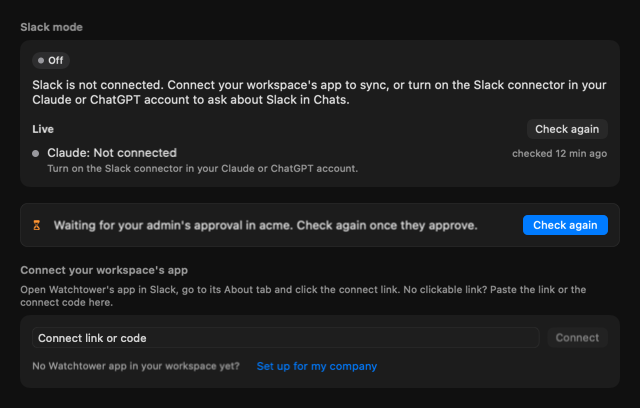 Slack mode
Off
Slack is not connected. Connect your workspace's app to sync, or turn on the Slack connector in your
Claude or ChatGPT account to ask about Slack in Chats.
Live
Check again
Claude: Not connected
checked 12 min ago
Turn on the Slack connector in your Claude or ChatGPT account.
Waiting for your admin's approval in acme. Check again once they approve.
Check again
Connect your workspace's app
Open Watchtower's app in Slack, go to its About tab and click the connect link. No clickable link? Paste the link or the
connect code here.
Connect link or code
Connect
No Watchtower app in your workspace yet?
Set up for my company